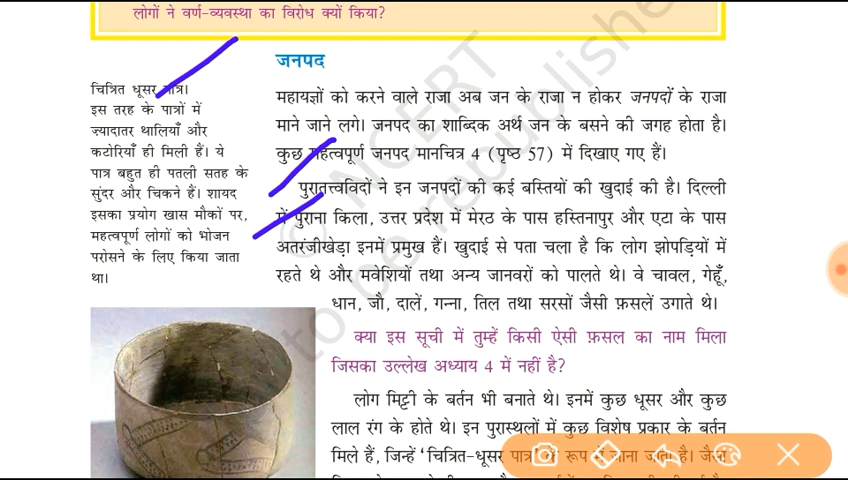 लोगों ने वर्ण-व्यवस्था का विरोध क्यों किया?
जनपद
चित्रित धूसर पात्र।
इस तरह के पात्रों में
ज्यादातर थालियाँ और
कटोरियाँ ही मिली हैं। ये
पात्र बहुत ही पतली सतह के
सुंदर और चिकने हैं। शायद
इसका प्रयोग खास मौकों पर,
महत्वपूर्ण लोगों को भोजन
परोसने के लिए किया जाता
था।
महायज्ञों को करने वाले राजा अब जन के राजा न होकर जनपदों के राजा
माने जाने लगे। जनपद का शाब्दिक अर्थ जन के बसने की जगह होता है।
कुछ महत्वपूर्ण जनपद मानचित्र 4 (पृष्ठ 57) में दिखाए गए हैं।
पुरातत्त्वविदों ने इन जनपदों की कई बस्तियों की खुदाई की है। दिल्ली
में पुराना किला, उत्तर प्रदेश में मेरठ के पास हस्तिनापुर और एटा के पास
अतरंजीखेड़ा इनमें प्रमुख हैं। खुदाई से पता चला है कि लोग झोपड़ियों में
रहते थे और मवेशियों तथा अन्य जानवरों को पालते थे। वे चावल, गेहूँ,
धान, जौ, दालें, गन्ना, तिल तथा सरसों जैसी फ़सलें उगाते थे।
क्या इस सूची में तुम्हें किसी ऐसी फ़सल का नाम मिला
जिसका उल्लेख अध्याय 4 में नहीं है?
लोग मिट्टी के बर्तन भी बनाते थे। इनमें कुछ धूसर और कुछ
लाल रंग के होते थे। इन पुरास्थलों में कुछ विशेष प्रकार के बर्तन
मिले हैं, जिन्हें 'चित्रित-धूसर पात्र' के रूप में जाना जाता है। जैसा
© NCERT
to be republished